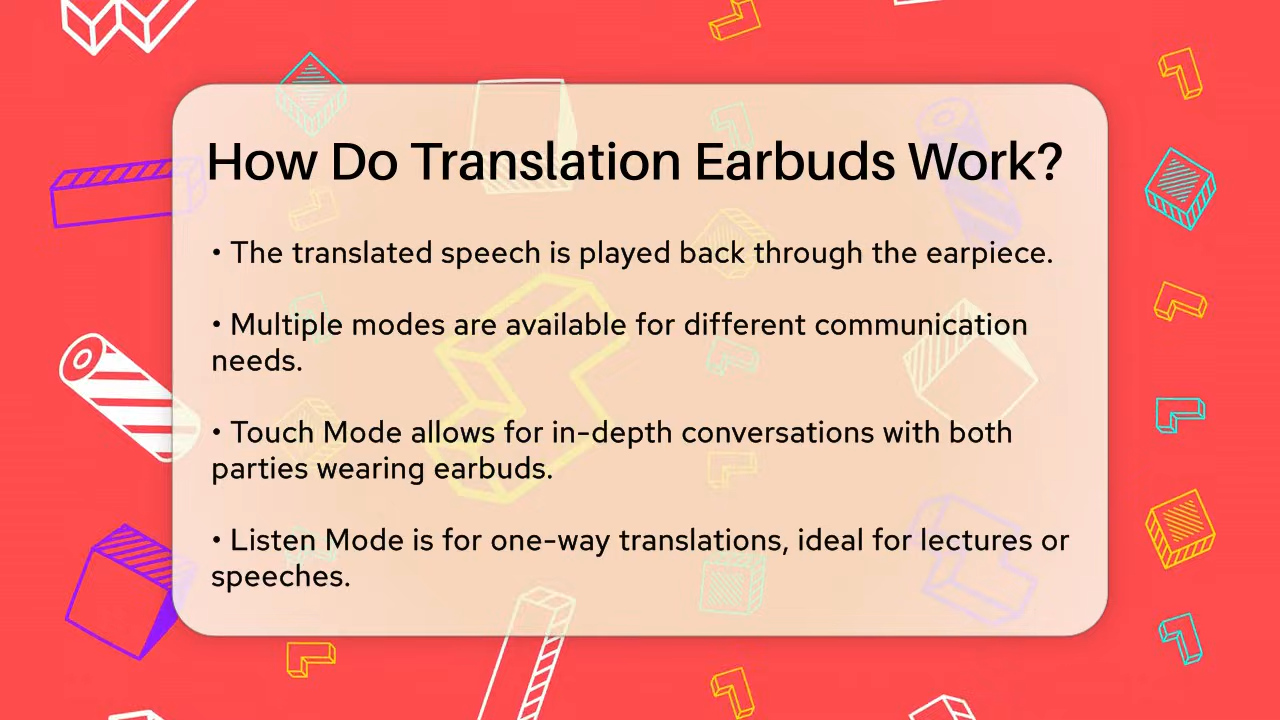 How Do Translation Earbuds Work?
• The translated speech is played back through the earpiece.
• Multiple modes are available for different communication
needs.
• Touch Mode allows for in-depth conversations with both
parties wearing earbuds.
• Listen Mode is for one-way translations, ideal for lectures or
speeches.